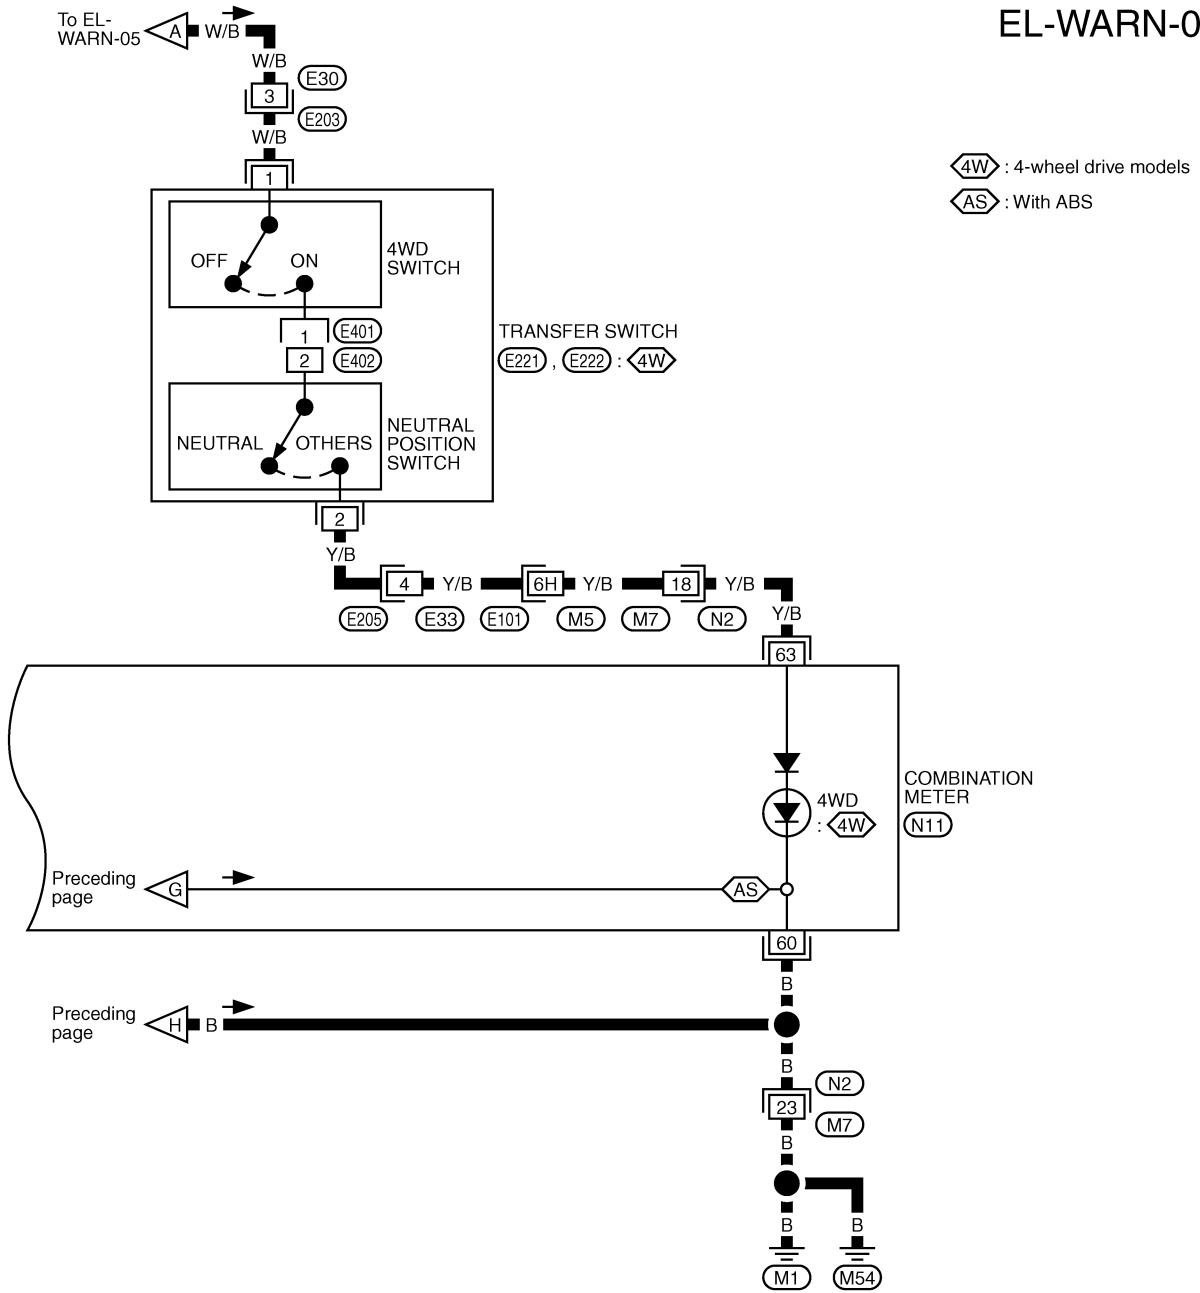 EL-WARN-0
To EL-
WARN-05
A
W/B
W/B
E30
3
E203
W/B
4W : 4-wheel drive models
AS : With ABS
1
OFF
ON
4WD
SWITCH
1
E401
2
E402
TRANSFER SWITCH
E221 , E222 : 4W
NEUTRAL
OTHERS
NEUTRAL
POSITION
SWITCH
2
Y/B
4 Y/B 6H Y/B 18 Y/B
E205 E33 E101 M5 M7 N2
Y/B
63
4WD
: 4W
COMBINATION
METER
N11
Preceding
page
G
AS
60
B
Preceding
page
H
B
B
N2
23
M7
B
B
B
M1
M54